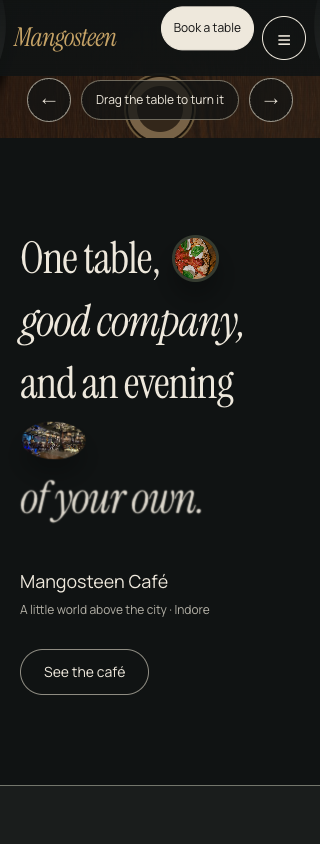 Mangosteen
Book a table
← Drag the table to turn it →
One table,
good company,
and an evening
of your own.
Mangosteen Café
A little world above the city · Indore
See the café